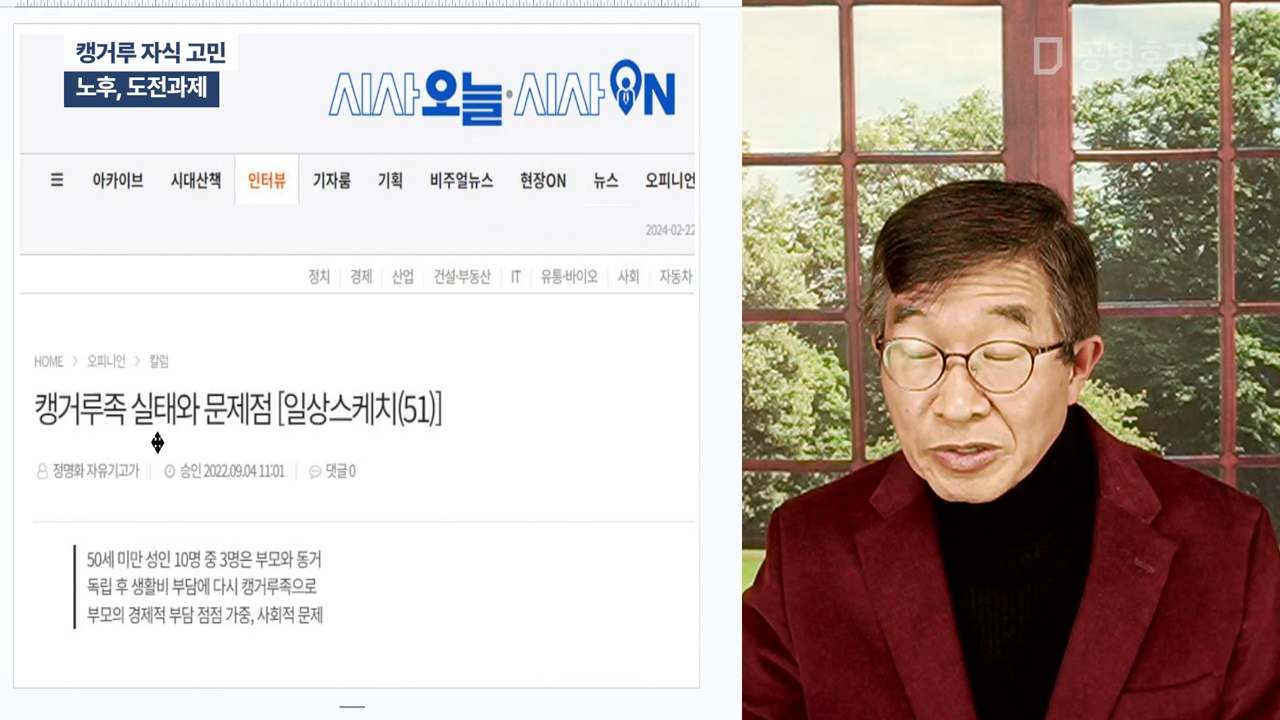 캥거루 자식 고민
노후, 도전과제
시사오늘·시사ON
공병호TV
☰ 아카이브 시대산책 인터뷰 기자룸 기획 비주얼뉴스 현장ON 뉴스 오피니언
2024-02-22
정치 경제 산업 건설·부동산 IT 유통·바이오 사회 자동차
HOME > 오피니언 > 칼럼
캥거루족 실태와 문제점 [일상스케치(51)]
정명화 자유기고가 승인 2022.09.04 11:01 댓글 0
50세 미만 성인 10명 중 3명은 부모와 동거
독립 후 생활비 부담에 다시 캥거루족으로
부모의 경제적 부담 점점 가중, 사회적 문제